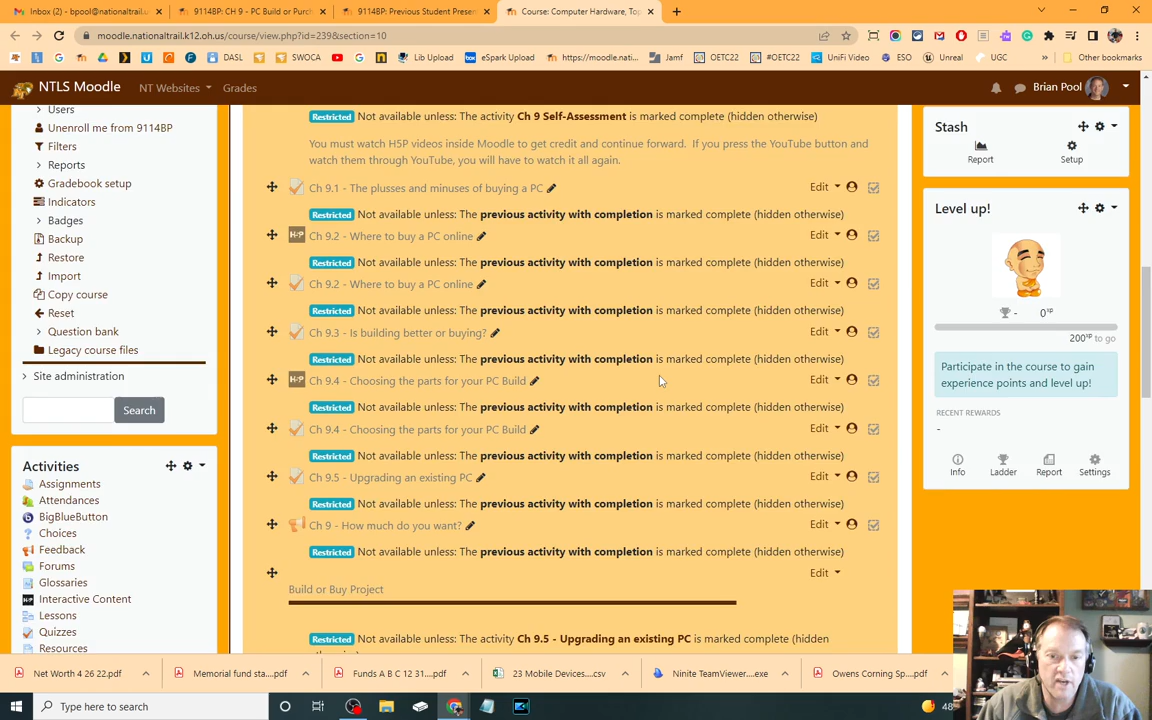 Inbox (2) - bpool@nationaltrail.u
9114BP: CH 9 - PC Build or Purch
9114BP: Previous Student Presen
Course: Computer Hardware, Top
moodle.nationaltrail.k12.oh.us/course/view.php?id=239&section=10
DASL
SWOCA
Lib Upload
eSpark Upload
https://moodle.nati...
Jamf
OETC22
#OETC22
UniFi Video
ESO
Unreal
UGC
Other bookmarks
NTLS Moodle
NT Websites
Grades
Brian Pool
Users
Unenroll me from 9114BP
Filters
Reports
Gradebook setup
Indicators
Badges
Backup
Restore
Import
Copy course
Reset
Question bank
Legacy course files
Site administration
Search
Activities
Assignments
Attendances
BigBlueButton
Choices
Feedback
Forums
Glossaries
Interactive Content
Lessons
Quizzes
Resources
Restricted Not available unless: The activity Ch 9 Self-Assessment is marked complete (hidden otherwise)
You must watch H5P videos inside Moodle to get credit and continue forward. If you press the YouTube button and
watch them through YouTube, you will have to watch it all again.
Ch 9.1 - The plusses and minuses of buying a PC Edit
Restricted Not available unless: The previous activity with completion is marked complete (hidden otherwise)
H5P Ch 9.2 - Where to buy a PC online Edit
Restricted Not available unless: The previous activity with completion is marked complete (hidden otherwise)
Ch 9.2 - Where to buy a PC online Edit
Restricted Not available unless: The previous activity with completion is marked complete (hidden otherwise)
Ch 9.3 - Is building better or buying? Edit
Restricted Not available unless: The previous activity with completion is marked complete (hidden otherwise)
H5P Ch 9.4 - Choosing the parts for your PC Build Edit
Restricted Not available unless: The previous activity with completion is marked complete (hidden otherwise)
Ch 9.4 - Choosing the parts for your PC Build Edit
Restricted Not available unless: The previous activity with completion is marked complete (hidden otherwise)
Ch 9.5 - Upgrading an existing PC Edit
Restricted Not available unless: The previous activity with completion is marked complete (hidden otherwise)
Ch 9 - How much do you want? Edit
Restricted Not available unless: The previous activity with completion is marked complete (hidden otherwise)
Edit
Build or Buy Project
Restricted Not available unless: The activity Ch 9.5 - Upgrading an existing PC is marked complete (hidden
Stash
Report
Setup
Level up!
- 0xp
200xp to go
Participate in the course to gain
experience points and level up!
RECENT REWARDS
-
Info
Ladder
Report
Settings
Net Worth 4 26 22.pdf
Memorial fund sta....pdf
Funds A B C 12 31....pdf
23 Mobile Devices....csv
Ninite TeamViewer....exe
Owens Corning Sp....pdf
Type here to search